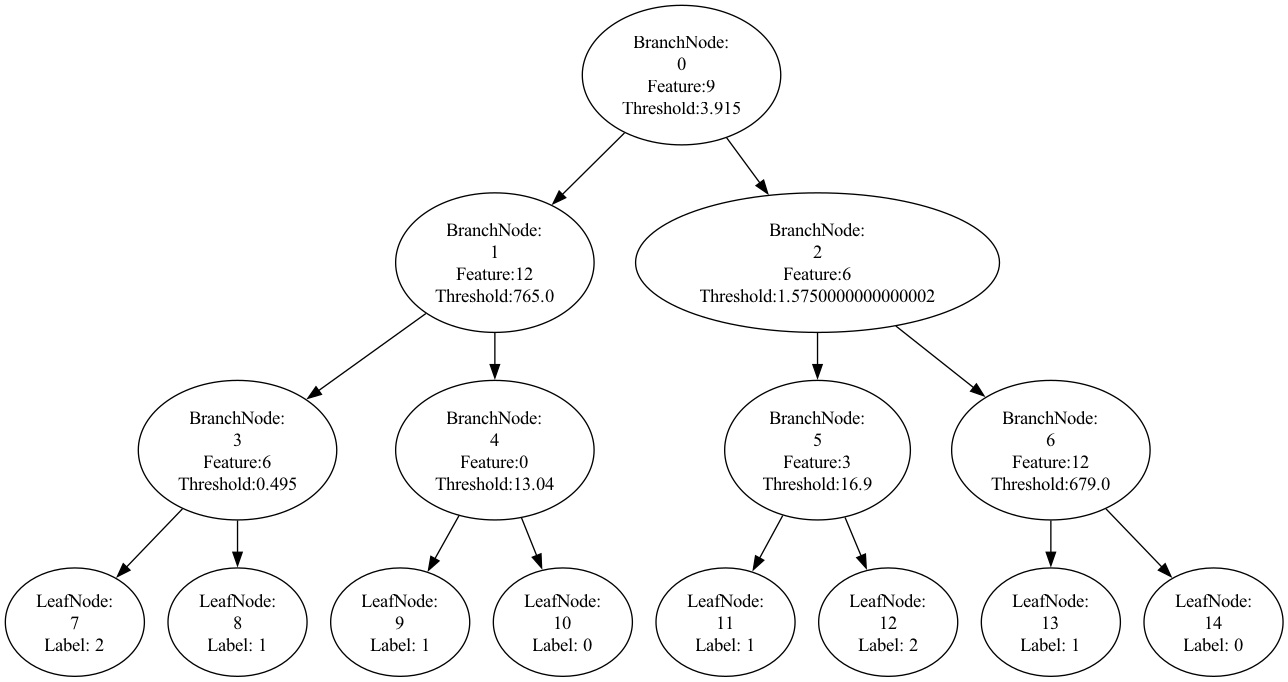 BranchNode:
0
Feature:9
Threshold:3.915
BranchNode:
1
Feature:12
Threshold:765.0
BranchNode:
2
Feature:6
Threshold:1.5750000000000002
BranchNode:
3
Feature:6
Threshold:0.495
BranchNode:
4
Feature:0
Threshold:13.04
BranchNode:
5
Feature:3
Threshold:16.9
BranchNode:
6
Feature:12
Threshold:679.0
LeafNode:
7
Label: 2
LeafNode:
8
Label: 1
LeafNode:
9
Label: 1
LeafNode:
10
Label: 0
LeafNode:
11
Label: 1
LeafNode:
12
Label: 2
LeafNode:
13
Label: 1
LeafNode:
14
Label: 0